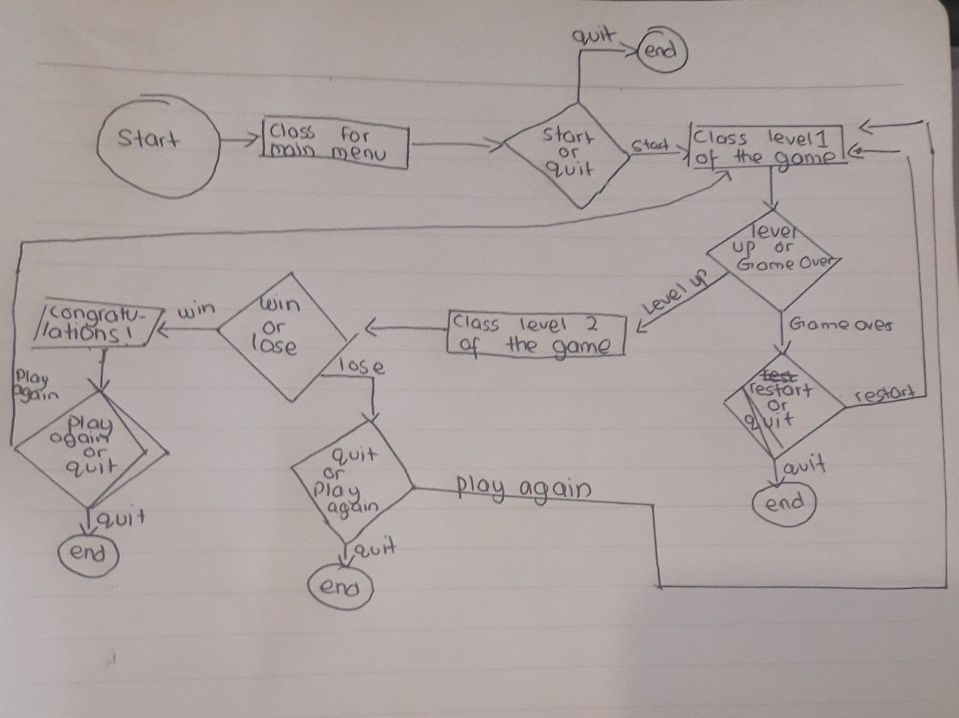 quit
end
Start
Class for
main menu
Start
or
quit
Start
Class level 1
of the game
level
up or
Game Over
Level up
Game over
Class level 2
of the game
win
or
lose
win
congratu-
lations!
lose
Play
again
play
again
or
quit
quit
end
quit
or
play
again
play again
quit
end
test
restart
or
quit
restart
quit
end